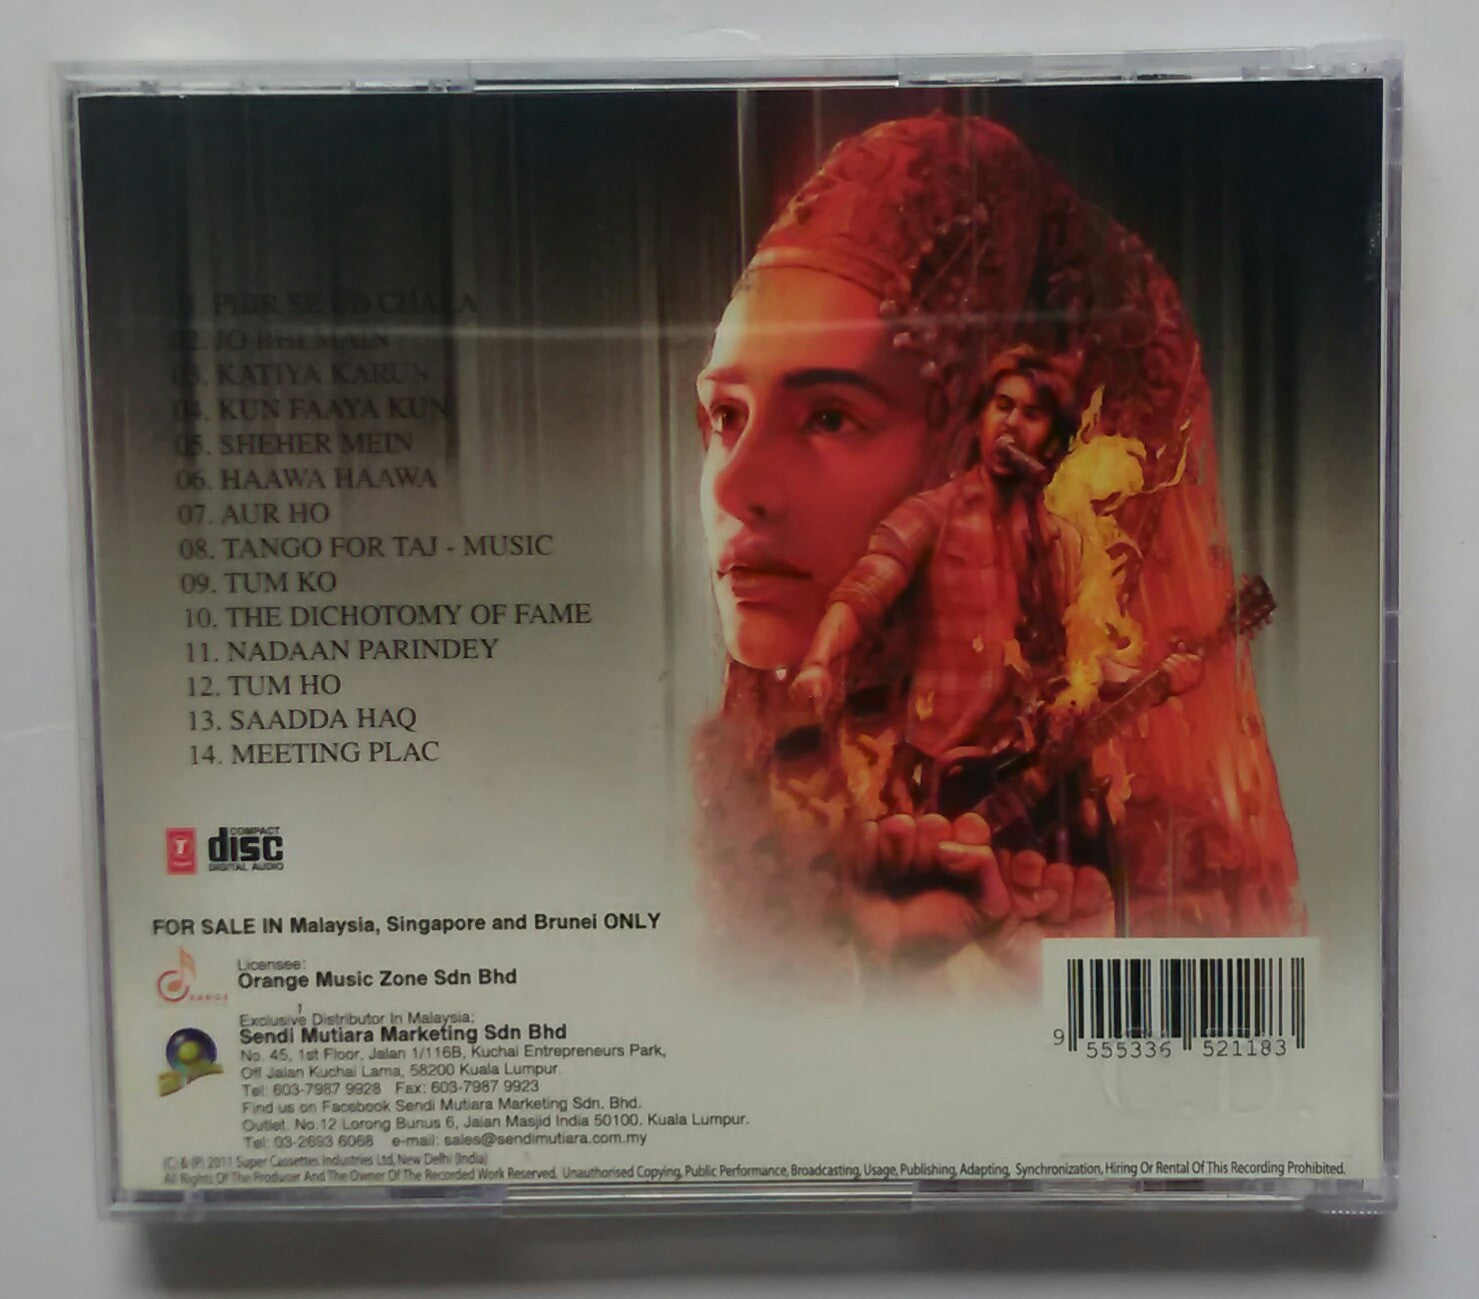 01. PHIR SE UD CHALA
02. JO BHI MAIN
03. KATIYA KARUN
04. KUN FAAYA KUN
05. SHEHER MEIN
06. HAAWA HAAWA
07. AUR HO
08. TANGO FOR TAJ - MUSIC
09. TUM KO
10. THE DICHOTOMY OF FAME
11. NADAAN PARINDEY
12. TUM HO
13. SAADDA HAQ
14. MEETING PLAC
T
COMPACT
disc
DIGITAL AUDIO
FOR SALE IN Malaysia, Singapore and Brunei ONLY
Licensee:
Orange Music Zone Sdn Bhd
Exclusive Distributor In Malaysia:
Sendi Mutiara Marketing Sdn Bhd
No. 45, 1st Floor, Jalan 1/116B, Kuchai Entrepreneurs Park,
Off Jalan Kuchai Lama, 58200 Kuala Lumpur
Tel: 603-7987 9928 Fax: 603-7987 9923
Find us on Facebook Sendi Mutiara Marketing Sdn. Bhd.
Outlet: No.12 Lorong Bunus 6, Jalan Masjid India 50100. Kuala Lumpur.
Tel: 03-2693 6068 e-mail: sales@sendimutiara.com.my
(C) & (P) 2011 Super Cassettes Industries Ltd, New Delhi (India)
All Rights Of The Producer And The Owner Of The Recorded Work Reserved. Unauthorised Copying, Public Performance, Broadcasting, Usage, Publishing, Adapting, Synchronization, Hiring Or Rental Of This Recording Prohibited.
9 555336 521183